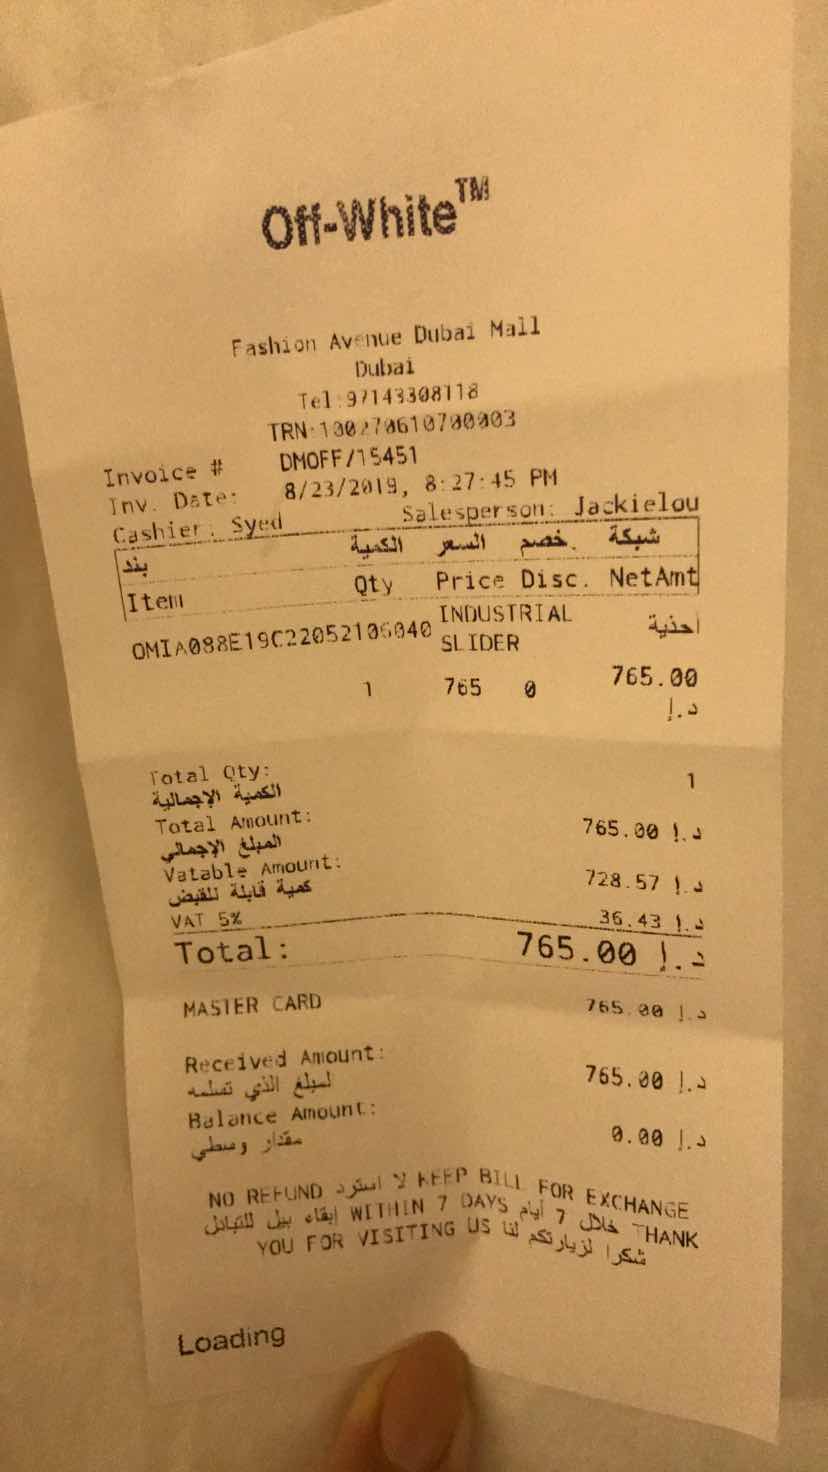 Off-White™
Fashion Avenue Dubai Mall
Dubai
Tel:97143308118
TRN:100270610700003
Invoice # DMOFF/15451
Inv. Date: 8/23/2019, 8:27:45 PM
Cashier: Syed Salesperson: Jackielou
بند الكمية السعر خصم. شبكة
Item Qty Price Disc. NetAmt
OMIA088E19C22052106040 INDUSTRIAL SLIDER احذية
1 765 0 765.00
د.إ
Total Qty: 1
الكمية الإجمالية
Total Amount: 765.00 د.إ
المبلغ الإجمالي
Vatable Amount: 728.57 د.إ
كمية قابلة للقبض
VAT 5% 36.43 د.إ
Total: 765.00 د.إ
MASTER CARD 765.00 د.إ
Received Amount: 765.00 د.إ
لمبلغ الذي تسلمه
Balance Amount: 0.00 د.إ
مقدار وسطي
NO REFUND لا استرد KEEP BILL FOR EXCHANGE
ابقاء بيل للتبادل WITHIN 7 DAYS خلال 7 أيام THANK
YOU FOR VISITING US شكرا لزيارتكم لنا
Loading